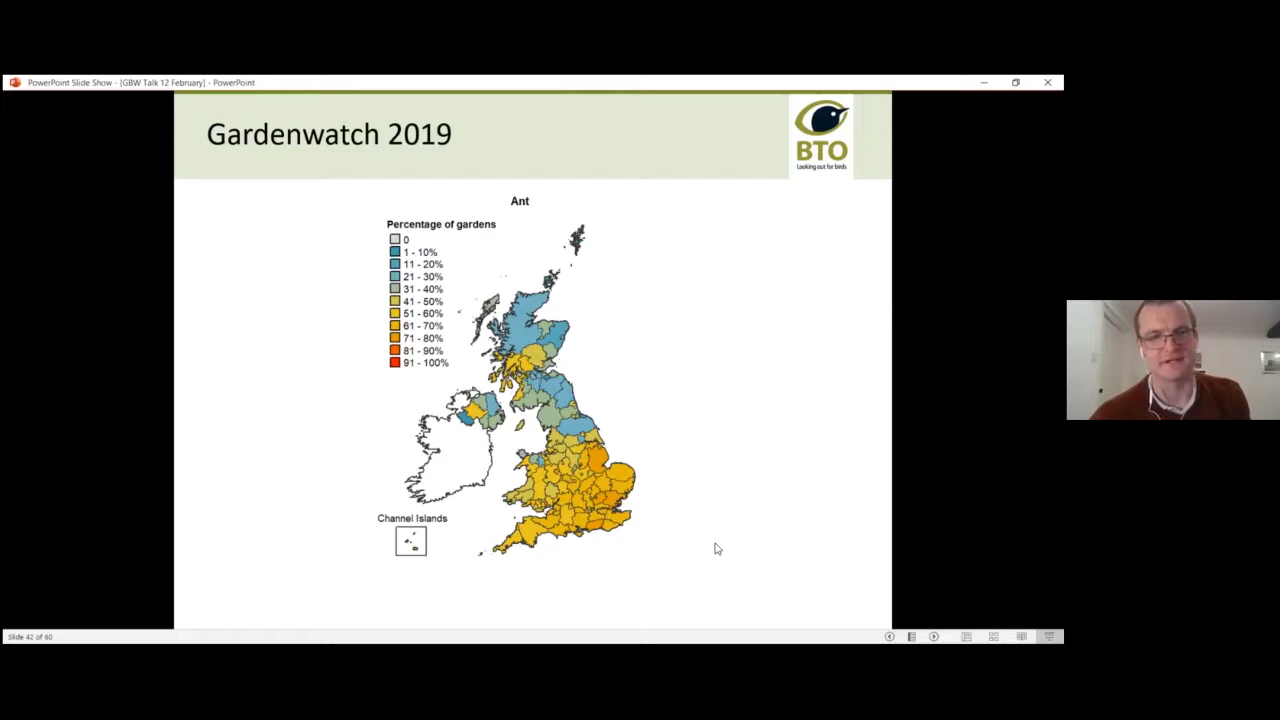 PowerPoint Slide Show - [GBW Talk 12 February] - PowerPoint
Gardenwatch 2019
BTO
Looking out for birds
Ant
Percentage of gardens
0
1 - 10%
11 - 20%
21 - 30%
31 - 40%
41 - 50%
51 - 60%
61 - 70%
71 - 80%
81 - 90%
91 - 100%
Channel Islands
Slide 42 of 60